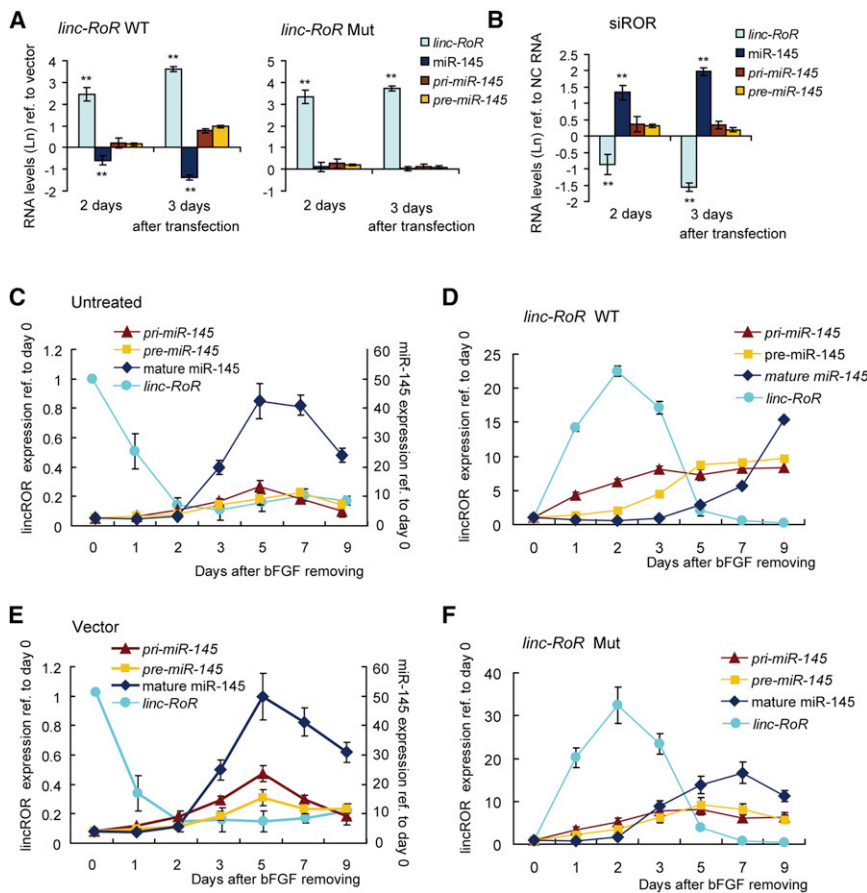 A
linc-RoR WT
linc-RoR Mut
linc-RoR
miR-145
pri-miR-145
pre-miR-145
RNA levels (Ln) ref. to vector
4
3
2
1
0
-1
-2
5
4
3
2
1
0
-1
**
**
**
**
**
**
2 days
3 days
after transfection
2 days
3 days
after transfection
B
siROR
linc-RoR
miR-145
pri-miR-145
pre-miR-145
RNA levels (Ln) ref. to NC RNA
2.5
2
1.5
1
0.5
0
-0.5
-1
-1.5
-2
**
**
**
**
2 days
3 days
after transfection
C
Untreated
pri-miR-145
pre-miR-145
mature miR-145
linc-RoR
lincROR expression ref. to day 0
1.2
1
0.8
0.6
0.4
0.2
0
miR-145 expression ref. to day 0
60
50
40
30
20
10
0
0 1 2 3 5 7 9
Days after bFGF removing
D
linc-RoR WT
pri-miR-145
pre-miR-145
mature miR-145
linc-RoR
lincROR expression ref. to day 0
25
20
15
10
5
0
0 1 2 3 5 7 9
Days after bFGF removing
E
Vector
pri-miR-145
pre-miR-145
mature miR-145
linc-RoR
lincROR expression ref. to day 0
1.2
1
0.8
0.6
0.4
0.2
0
miR-145 expression ref. to day 0
60
50
40
30
20
10
0
0 1 2 3 5 7 9
Days after bFGF removing
F
linc-RoR Mut
pri-miR-145
pre-miR-145
mature miR-145
linc-RoR
lincROR expression ref. to day 0
40
30
20
10
0
0 1 2 3 5 7 9
Days after bFGF removing